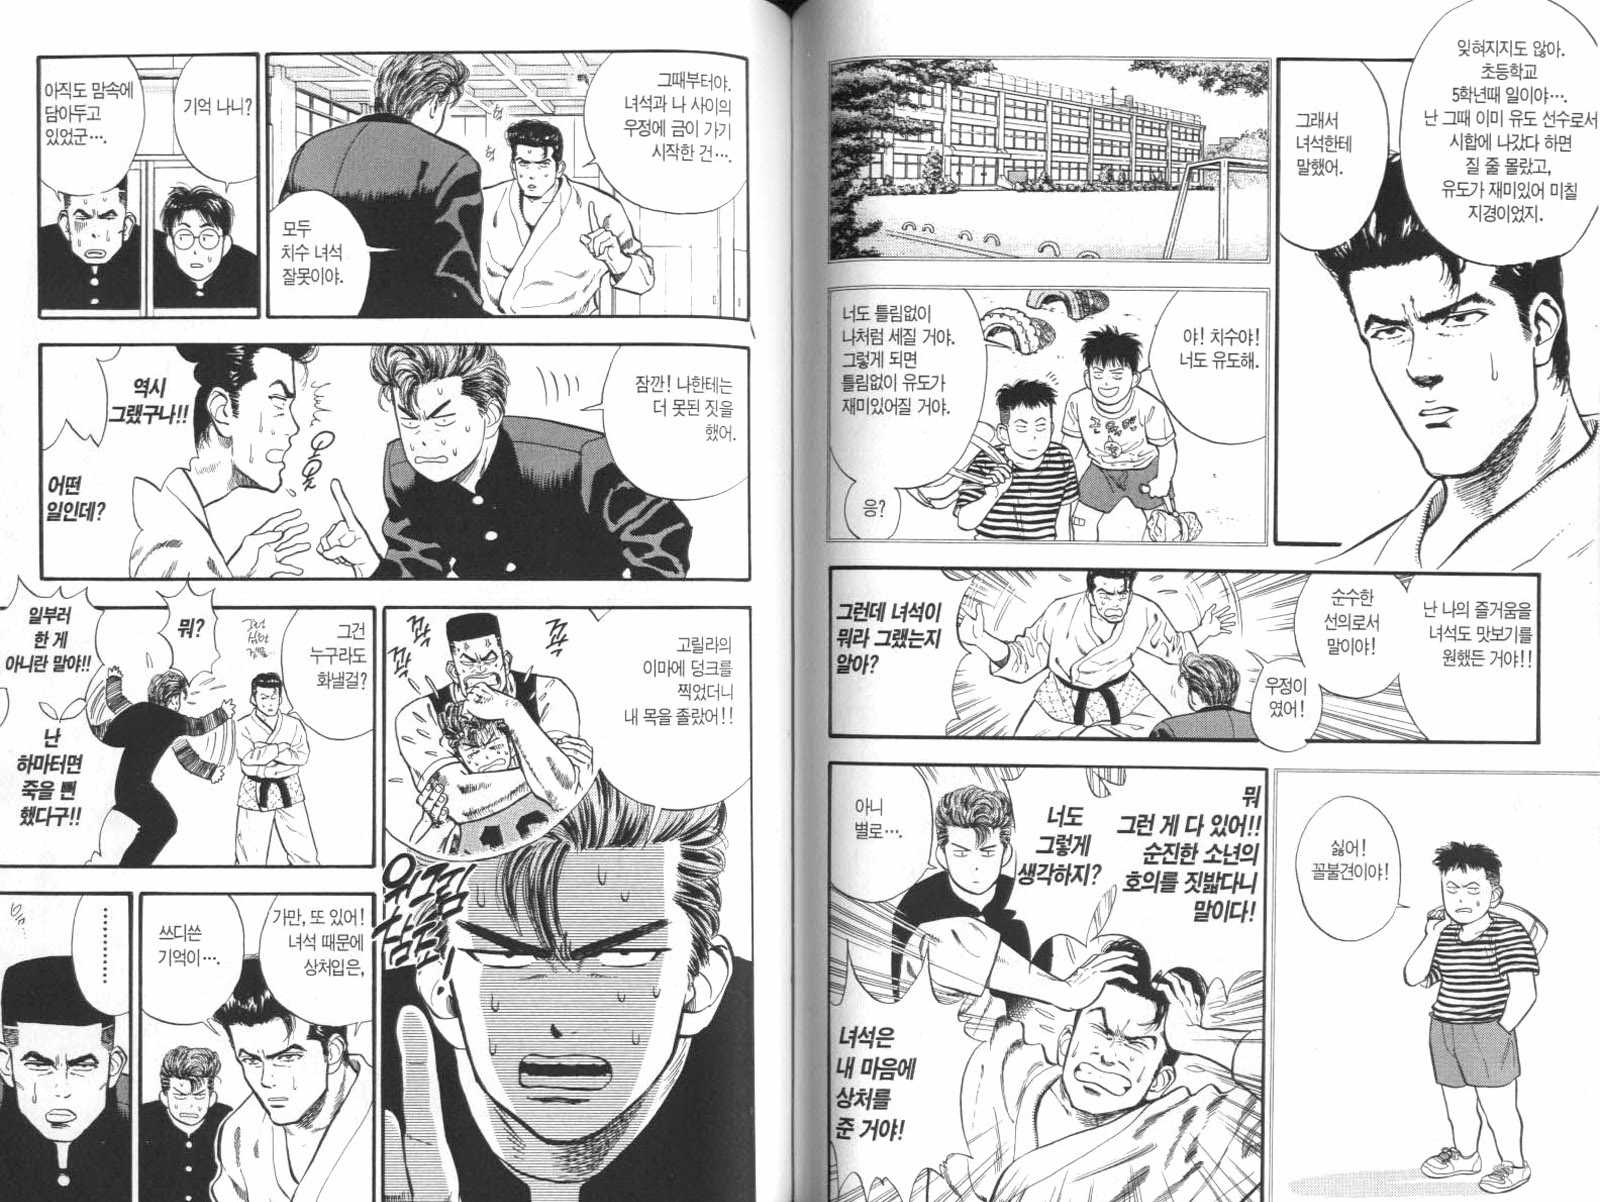 잊혀지지도 않아.
초등학교
5학년때 일이야….
난 그때 이미 유도 선수로서
시합에 나갔다 하면
질 줄 몰랐고,
유도가 재미있어 미칠
지경이었지.
그래서
녀석한테
말했어.
야! 치수야!
너도 유도해.
너도 틀림없이
나처럼 세질 거야.
그렇게 되면
틀림없이 유도가
재미있어질 거야.
응?
난 나의 즐거움을
녀석도 맛보기를
원했든 거야!!
순수한
선의로서
말이야!
우정이
였어!
그런데 녀석이
뭐라 그랬는지
알아?
싫어!
꼴불견이야!
뭐
그런 게 다 있어!!
순진한 소년의
호의를 짓밟다니
말이다!
너도
그렇게
생각하지?
아니
별로….
녀석은
내 마음에
상처를
준 거야!
그때부터야.
녀석과 나 사이의
우정에 금이 가기
시작한 건….
모두
치수 녀석
잘못이야.
기억 나니?
아직도 맘속에
담아두고
있었군….
잠깐! 나한테는
더 못된 짓을
했어.
역시
그랬구나!!
어떤
일인데?
고릴라의
이마에 덩크를
찍었더니
내 목을 졸랐어!!
꽈
꽉
꽈
꽉
그건
누구라도
화낼걸?
뭐?
일부러
한 게
아니란 말야!!
난
하마터면
죽을 뻔
했다구!!
가만, 또 있어!
녀석 때문에
상처입은,
쓰디쓴
기억이….
…………